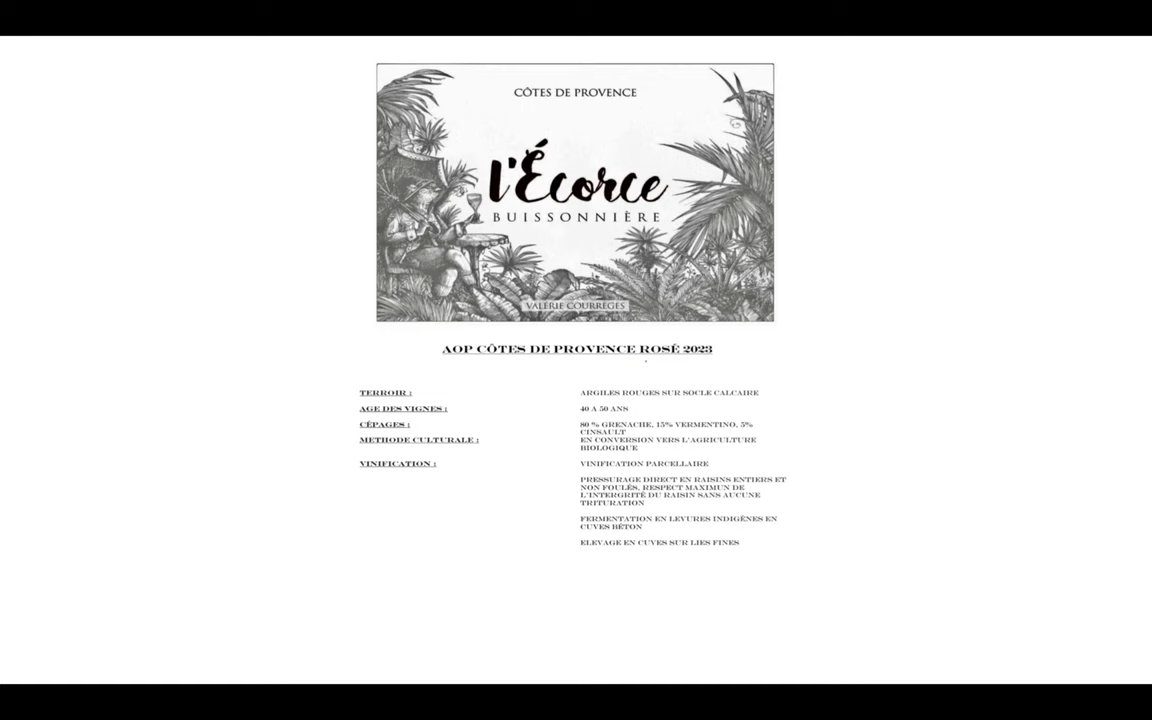 CÔTES DE PROVENCE
l'Écorce
BUISSONNIÈRE
VALÉRIE COURRÈGES
AOP CÔTES DE PROVENCE ROSÉ 2023
TERROIR : ARGILES ROUGES SUR SOCLE CALCAIRE
AGE DES VIGNES : 40 A 50 ANS
CÉPAGES : 80 % GRENACHE, 15% VERMENTINO, 5%
CINSAULT
METHODE CULTURALE : EN CONVERSION VERS L'AGRICULTURE
BIOLOGIQUE
VINIFICATION : VINIFICATION PARCELLAIRE
PRESSURAGE DIRECT EN RAISINS ENTIERS ET
NON FOULÉS, RESPECT MAXIMUN DE
L'INTERGRITÉ DU RAISIN SANS AUCUNE
TRITURATION
FERMENTATION EN LEVURES INDIGÈNES EN
CUVES BÉTON
ELEVAGE EN CUVES SUR LIES FINES